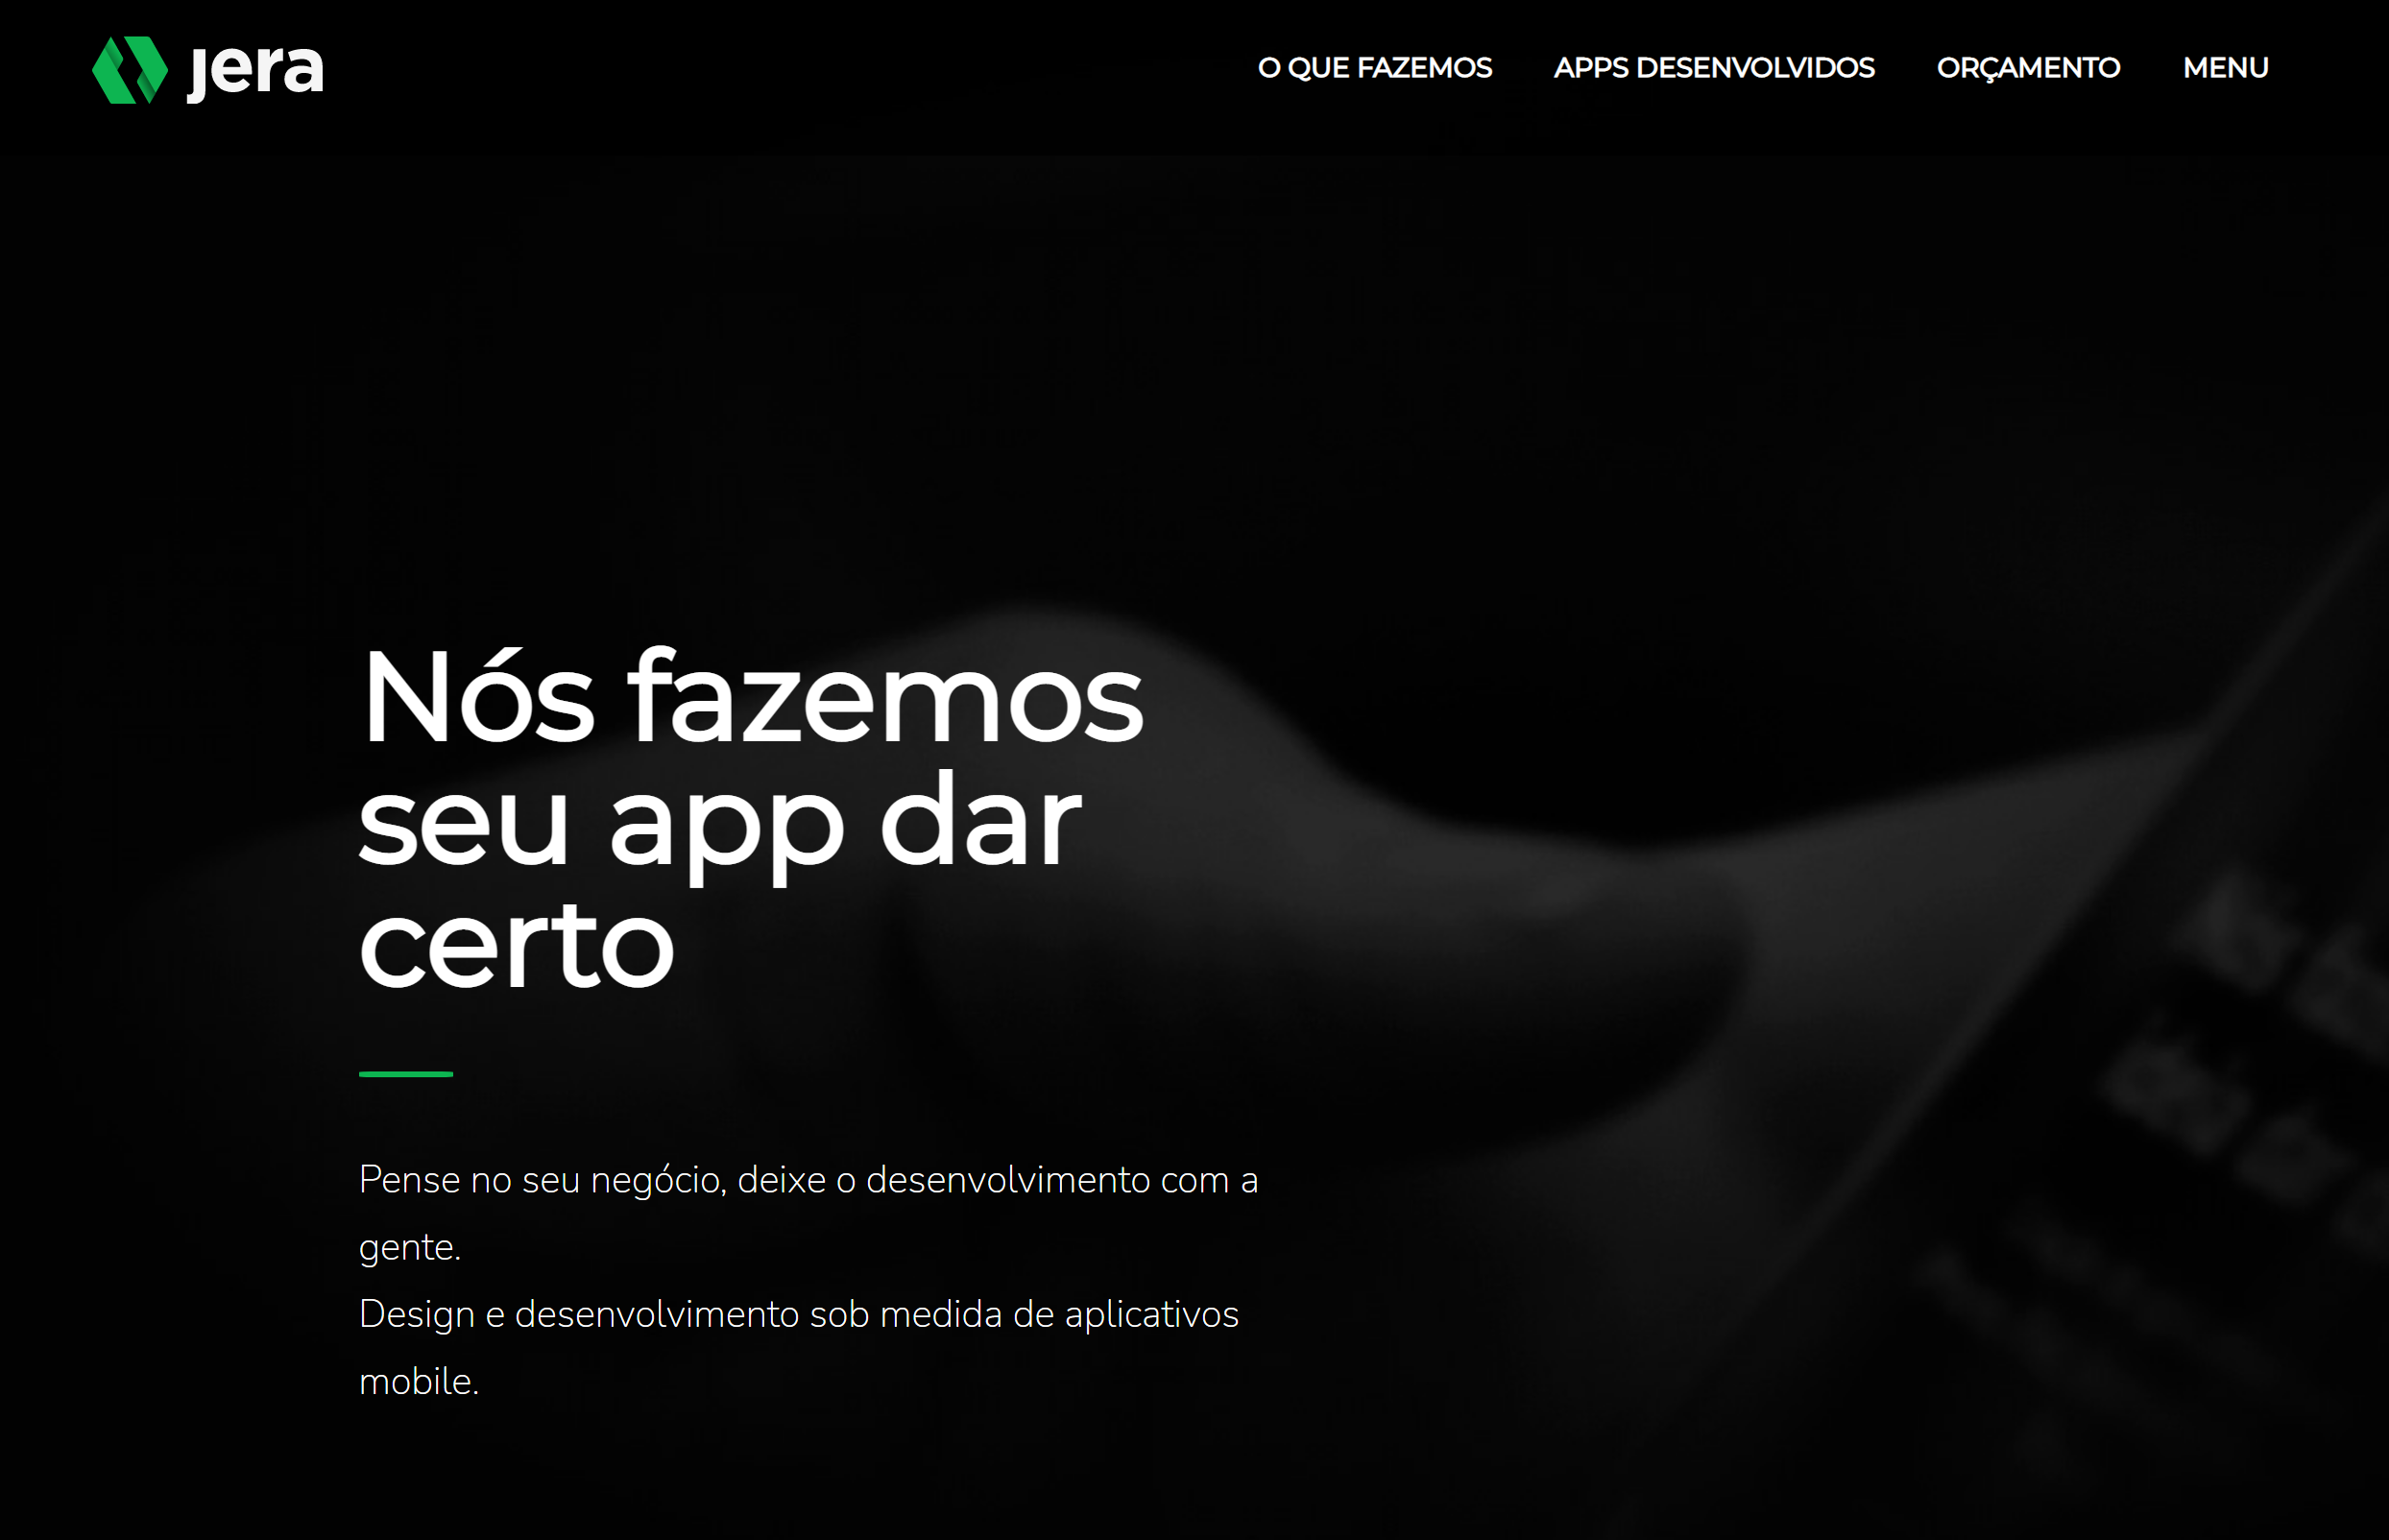 jera
O QUE FAZEMOS
APPS DESENVOLVIDOS
ORÇAMENTO
MENU
Nós fazemos
seu app dar
certo
Pense no seu negócio, deixe o desenvolvimento com a
gente.
Design e desenvolvimento sob medida de aplicativos
mobile.